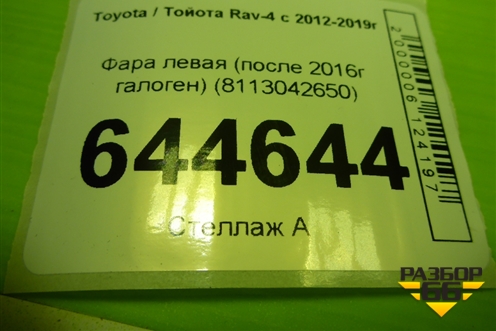 Toyota / Тойота Rav-4 с 2012-2019г
Фара левая (после 2016г
галоген) (8113042650)
644644
Стеллаж А
2000006124197
РАЗБОР
66